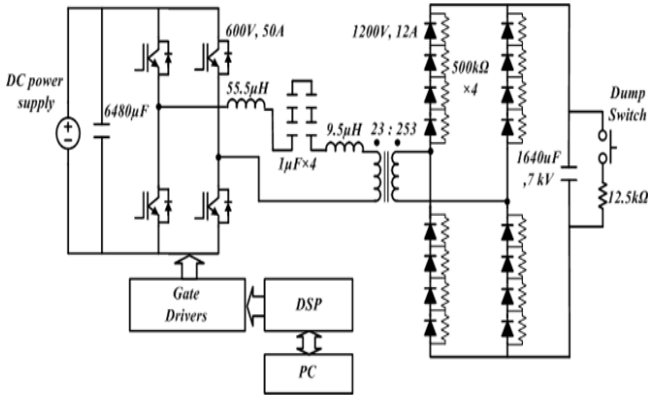 600V, 50A
1200V, 12A
DC power
supply
6480µF
55.5µH
1µF×4
9.5µH
23 : 253
500kΩ
×4
Dump
Switch
1640uF
,7 kV
12.5kΩ
Gate
Drivers
DSP
PC